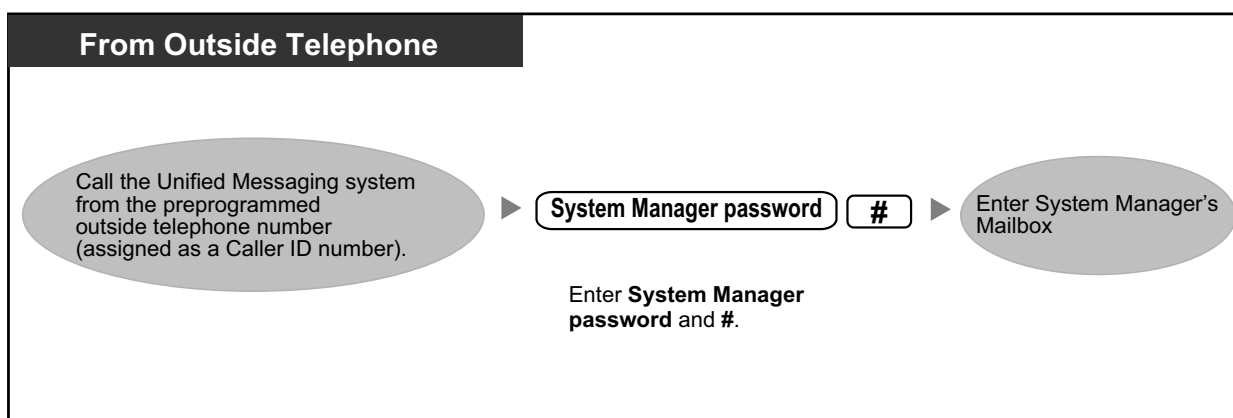 From Outside Telephone
Call the Unified Messaging system
from the preprogrammed
outside telephone number
(assigned as a Caller ID number).
System Manager password #
Enter System Manager
password and #.
Enter System Manager’s
Mailbox